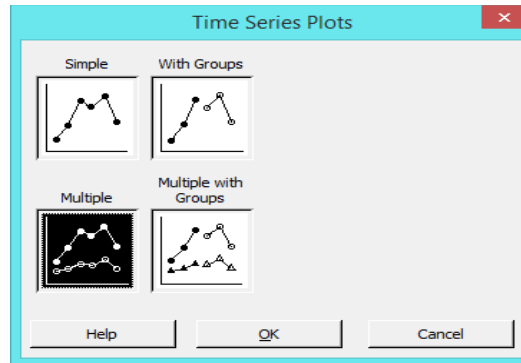 Time Series Plots
Simple
With Groups
Multiple
Multiple with
Groups
Help
OK
Cancel